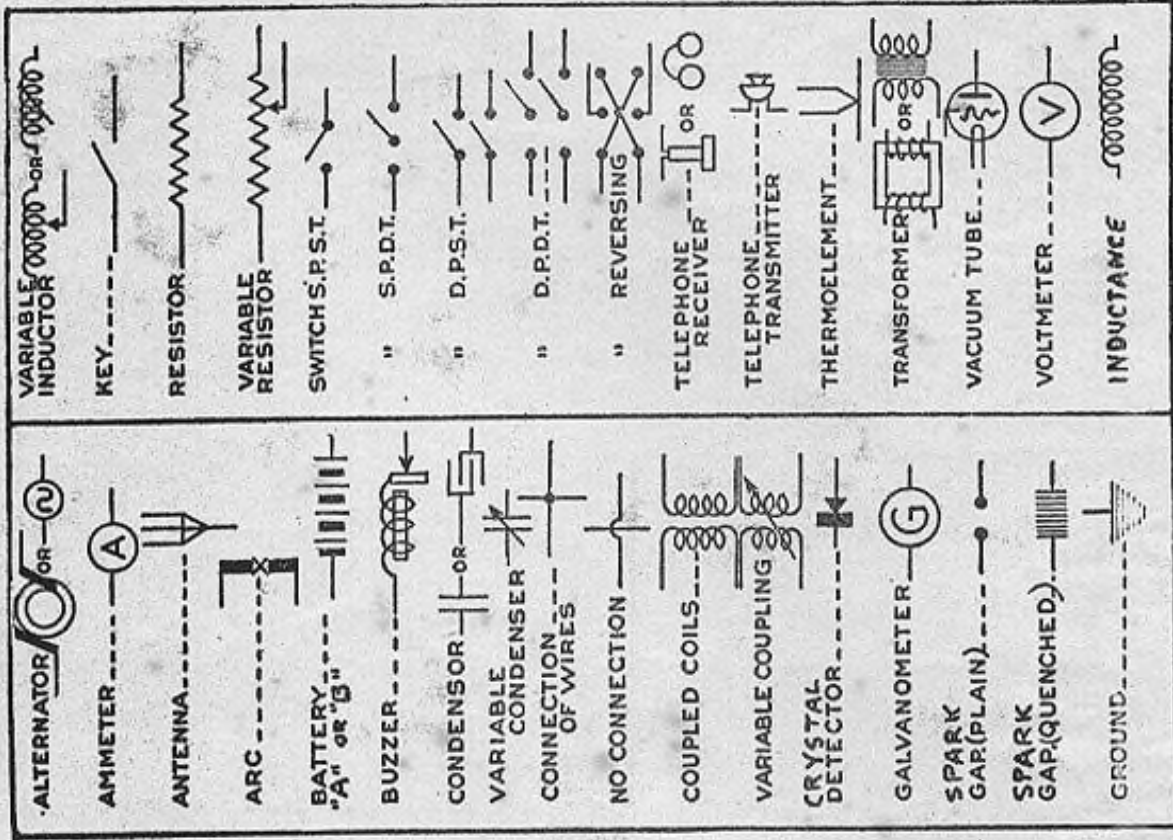 ALTERNATOR OR
AMMETER A
ANTENNA
ARC
BATTERY
"A" OR "B"
BUZZER
CONDENSOR OR
VARIABLE
CONDENSER
CONNECTION
OF WIRES
NO CONNECTION
COUPLED COILS
VARIABLE COUPLING
CRYSTAL
DETECTOR
GALVANOMETER G
SPARK
GAP.(PLAIN)
SPARK
GAP.(QUENCHED)
GROUND
VARIABLE
INDUCTOR OR
KEY
RESISTOR
VARIABLE
RESISTOR
SWITCH S.P.S.T.
" S.P.D.T.
" D.P.S.T.
" D.P.D.T.
" REVERSING
TELEPHONE
RECEIVER OR
TELEPHONE
TRANSMITTER
THERMOELEMENT
TRANSFORMER OR
VACUUM TUBE
VOLTMETER V
INDUCTANCE